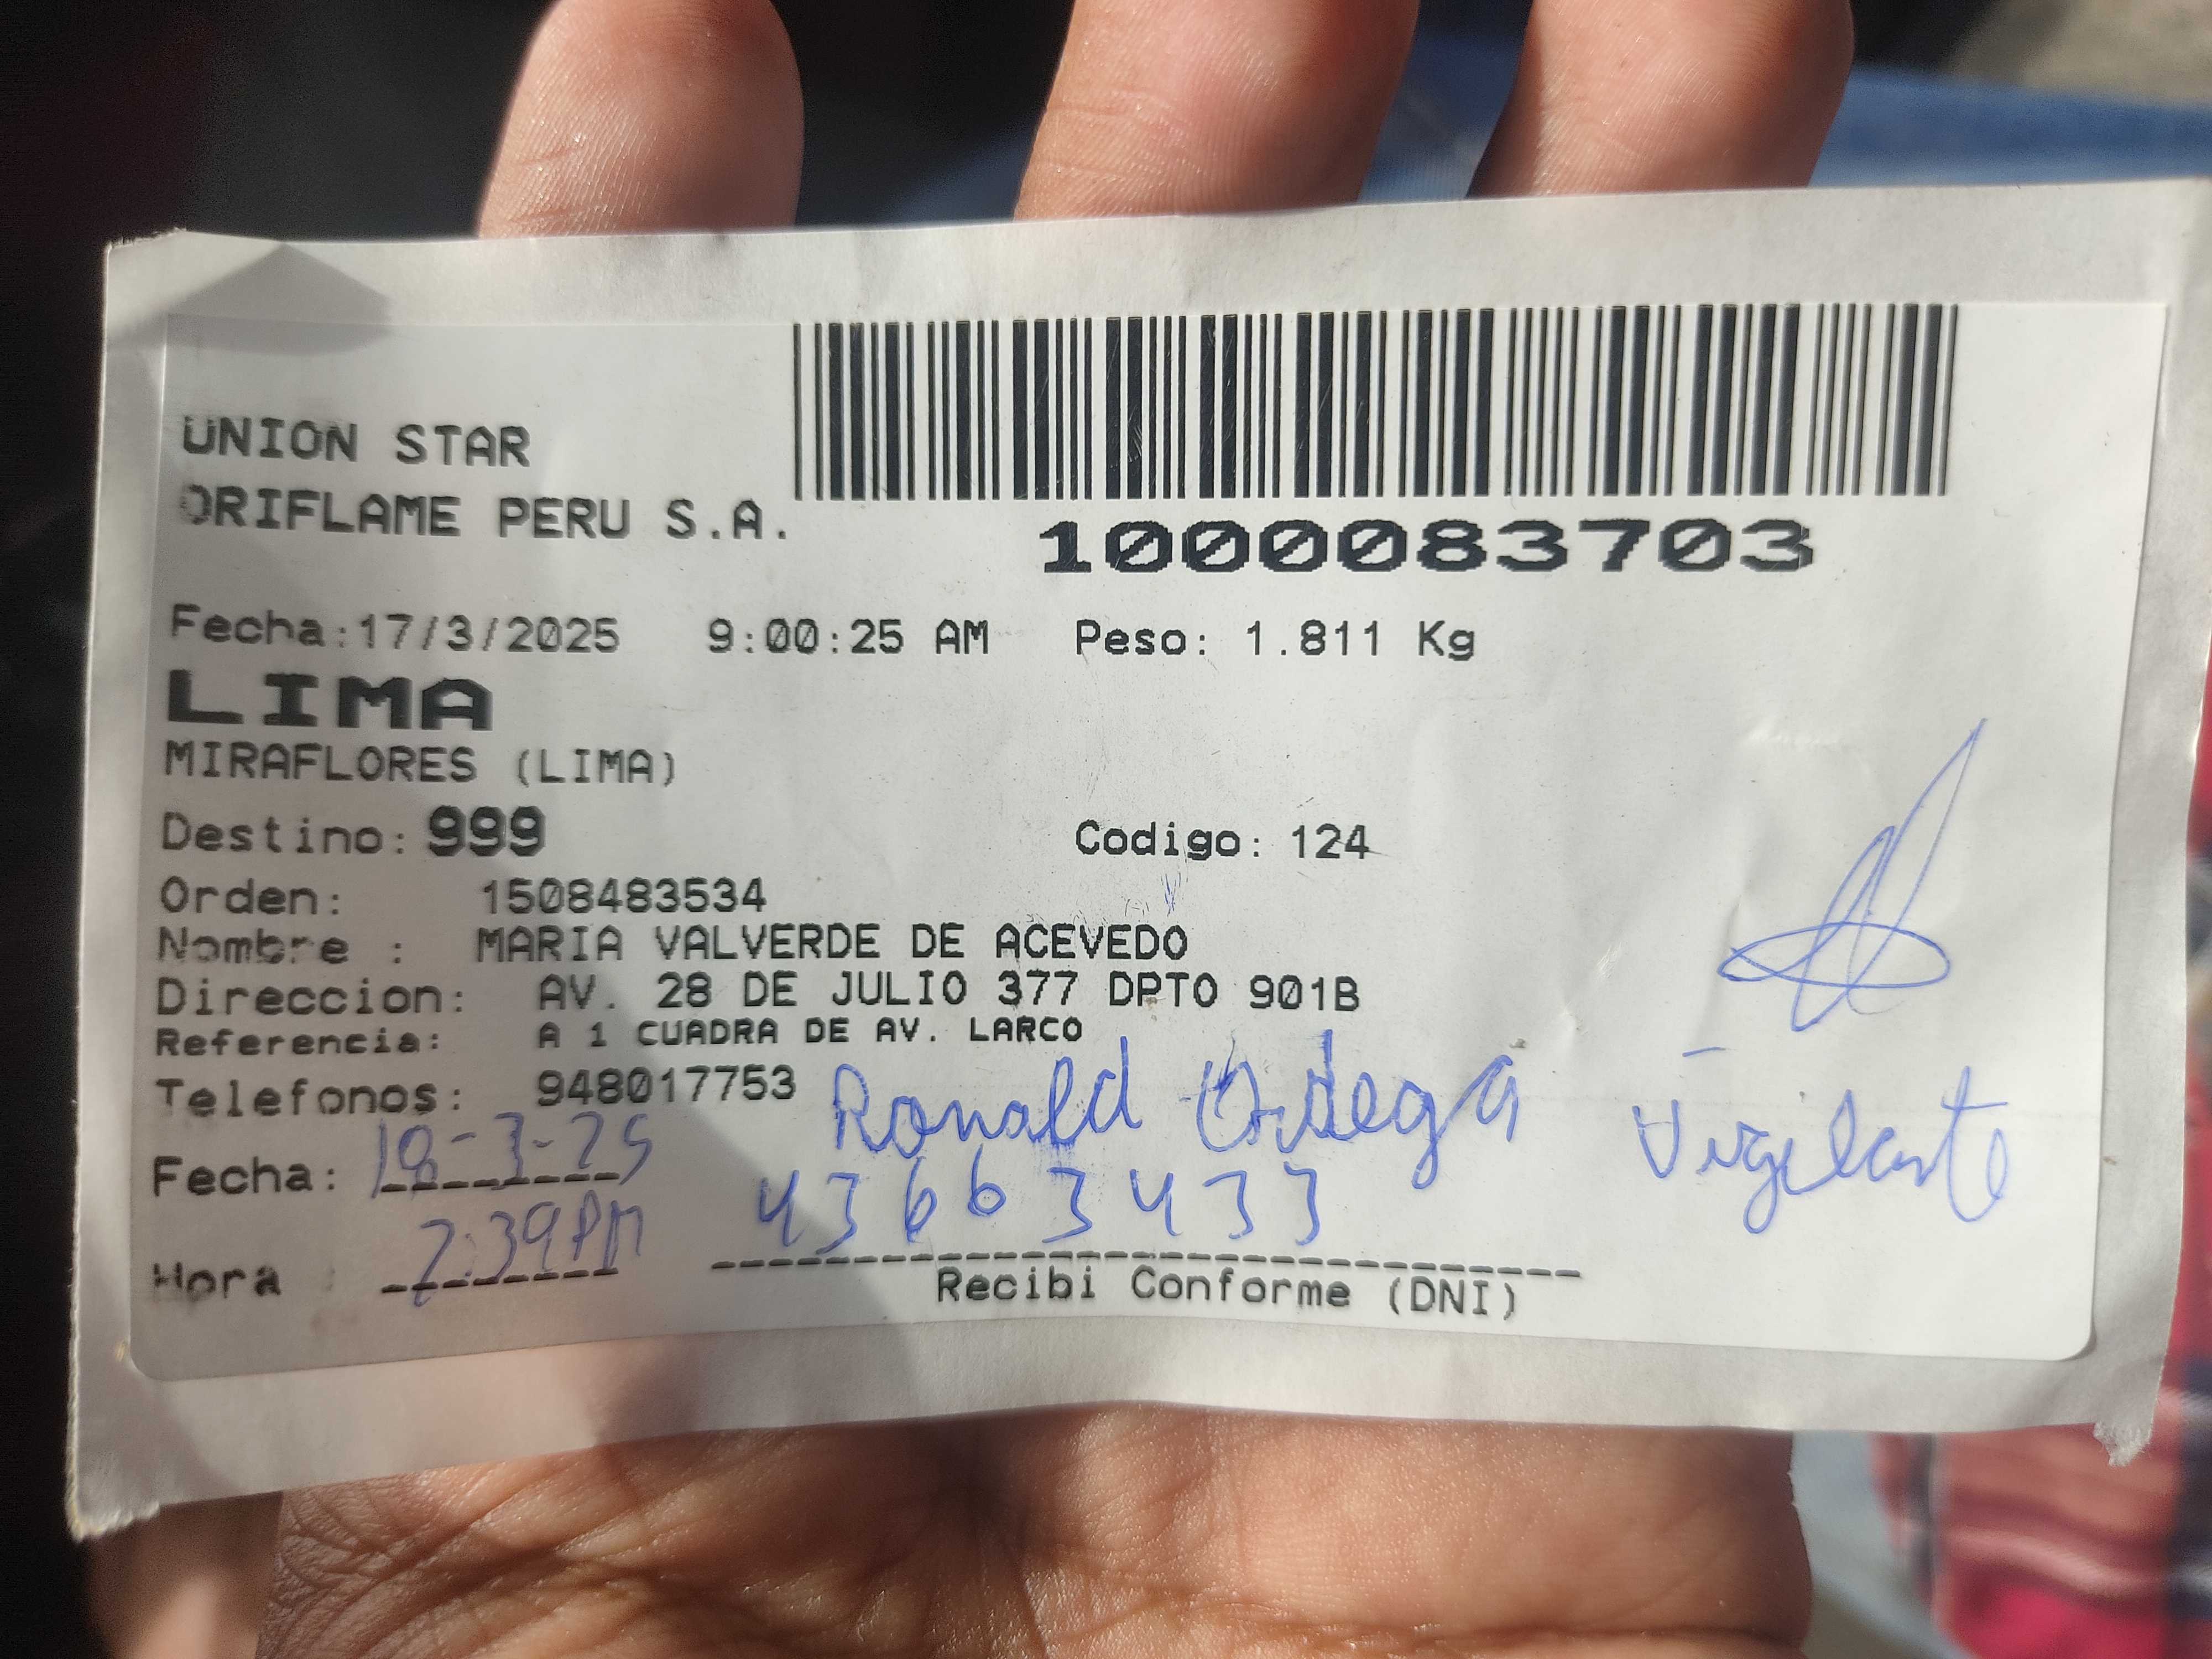 UNION STAR
ORIFLAME PERU S.A.
1000083703
Fecha:17/3/2025 9:00:25 AM Peso: 1.811 Kg
LIMA
MIRAFLORES (LIMA)
Destino: 999 Codigo: 124
Orden: 1508483534
Nombre : MARIA VALVERDE DE ACEVEDO
Direccion: AV. 28 DE JULIO 377 DPTO 901B
Referencia: A 1 CUADRA DE AV. LARCO
Telefonos: 948017753
Ronald Ortega
Vigilante
Fecha: 18-3-25
43663433
Hora : 2:39PM
Recibi Conforme (DNI)